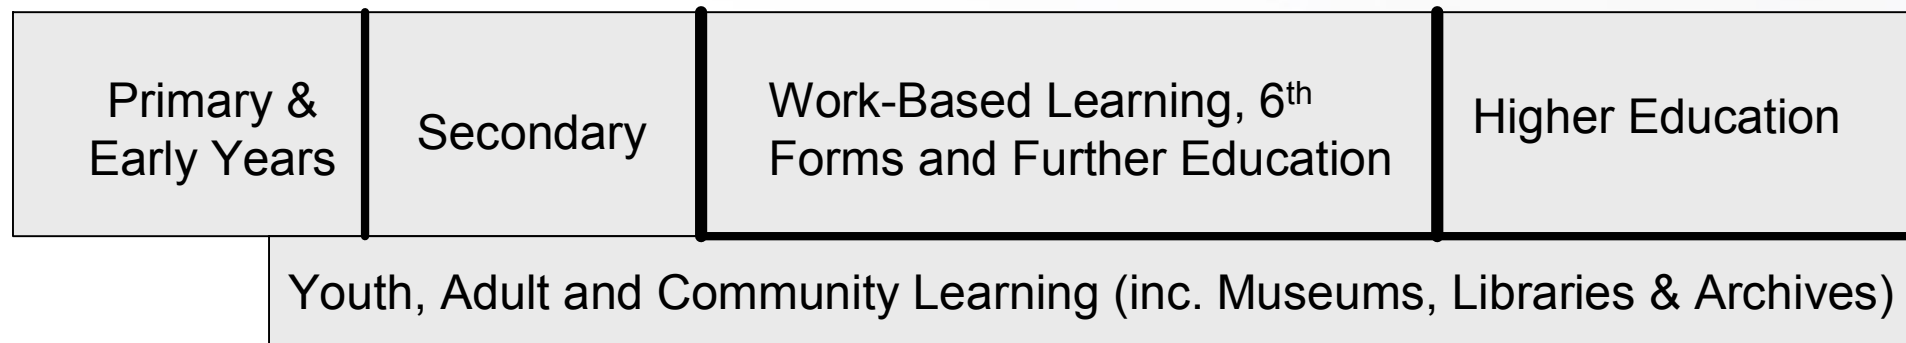 Primary &
Early Years
Secondary
Work-Based Learning, 6th
Forms and Further Education
Higher Education
Youth, Adult and Community Learning (inc. Museums, Libraries & Archives)